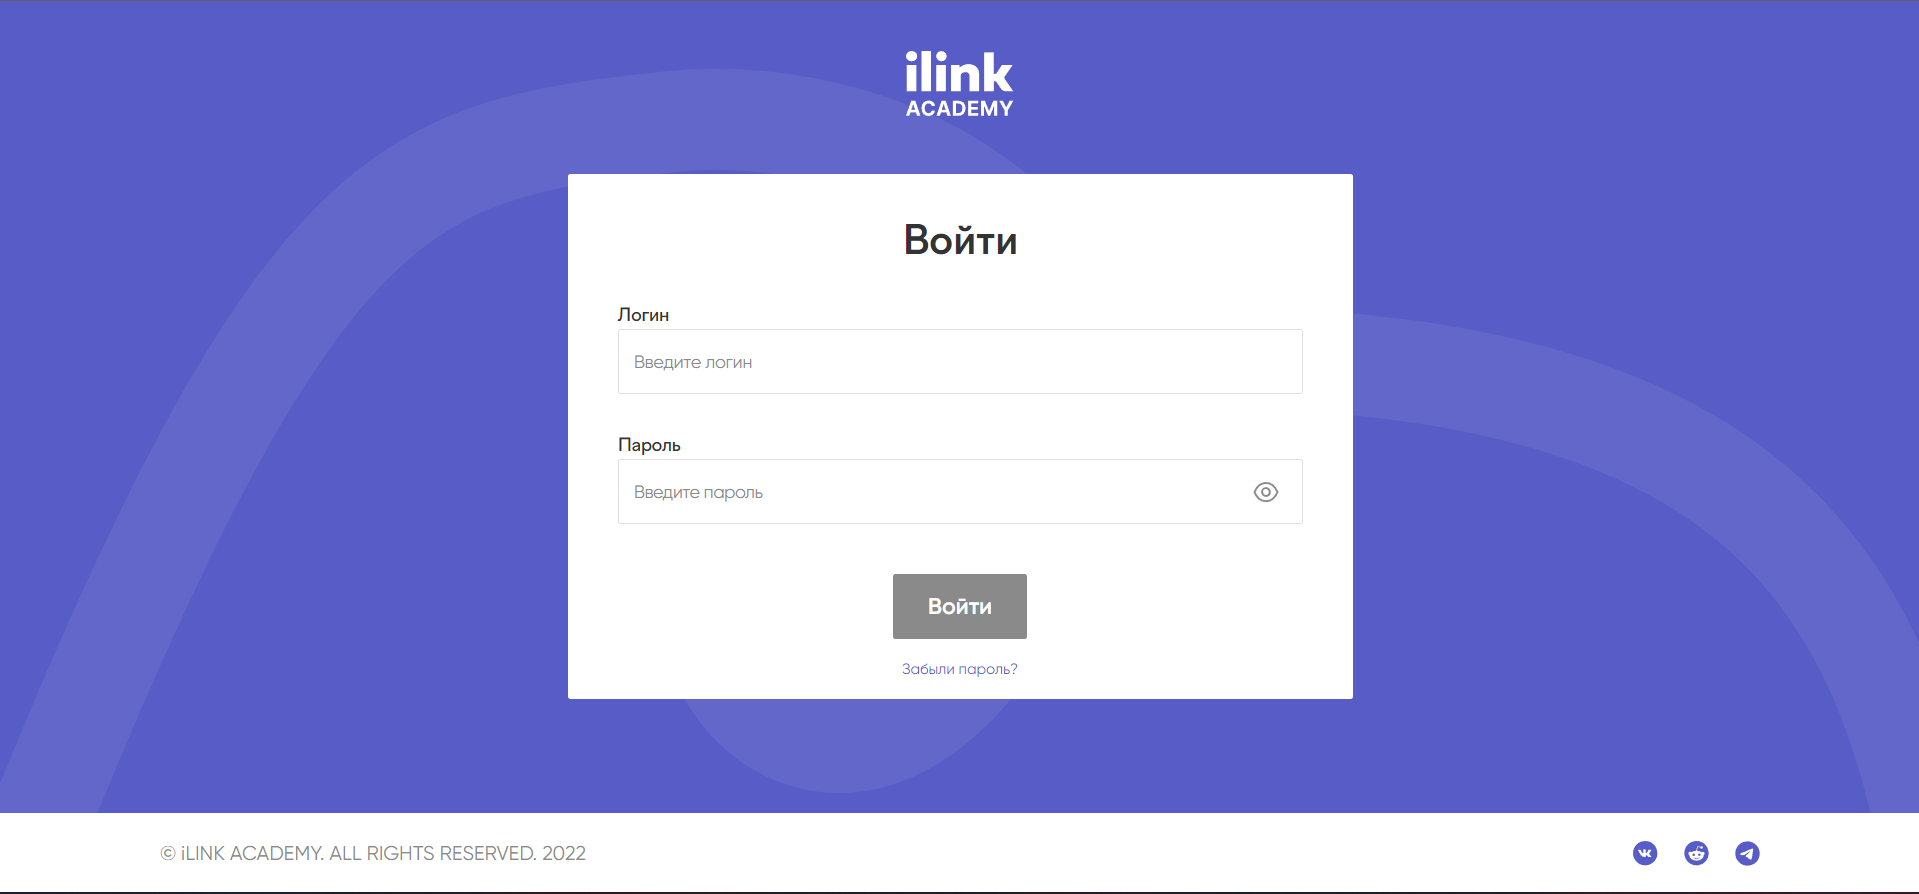 ilink
ACADEMY
Войти
Логин
Введите логин
Пароль
Введите пароль
Войти
Забыли пароль?
© iLINK ACADEMY. ALL RIGHTS RESERVED. 2022